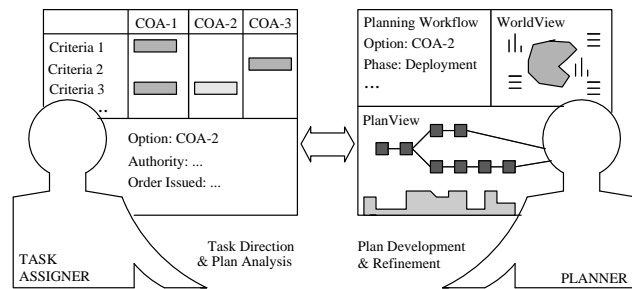 COA-1 COA-2 COA-3
Criteria 1
Criteria 2
Criteria 3
...
Option: COA-2
Authority: ...
Order Issued: ...
TASK
ASSIGNER
Task Direction
& Plan Analysis
Planning Workflow
Option: COA-2
Phase: Deployment
...
WorldView
PlanView
Plan Development
& Refinement
PLANNER